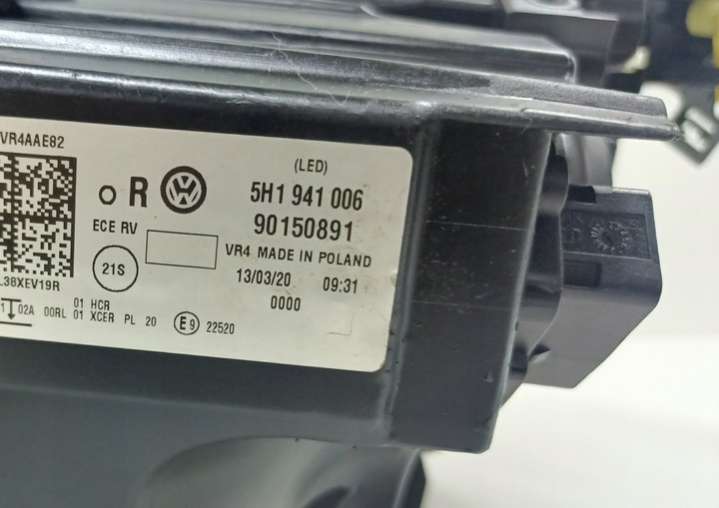 VR4AAE82
(LED)
R
5H1 941 006
ECE RV
90150891
VR4 MADE IN POLAND
21S
13/03/20 09:31
L38XEV19R
0000
01 HCR
02A 00RL 01 XCER PL 20 E9 22520